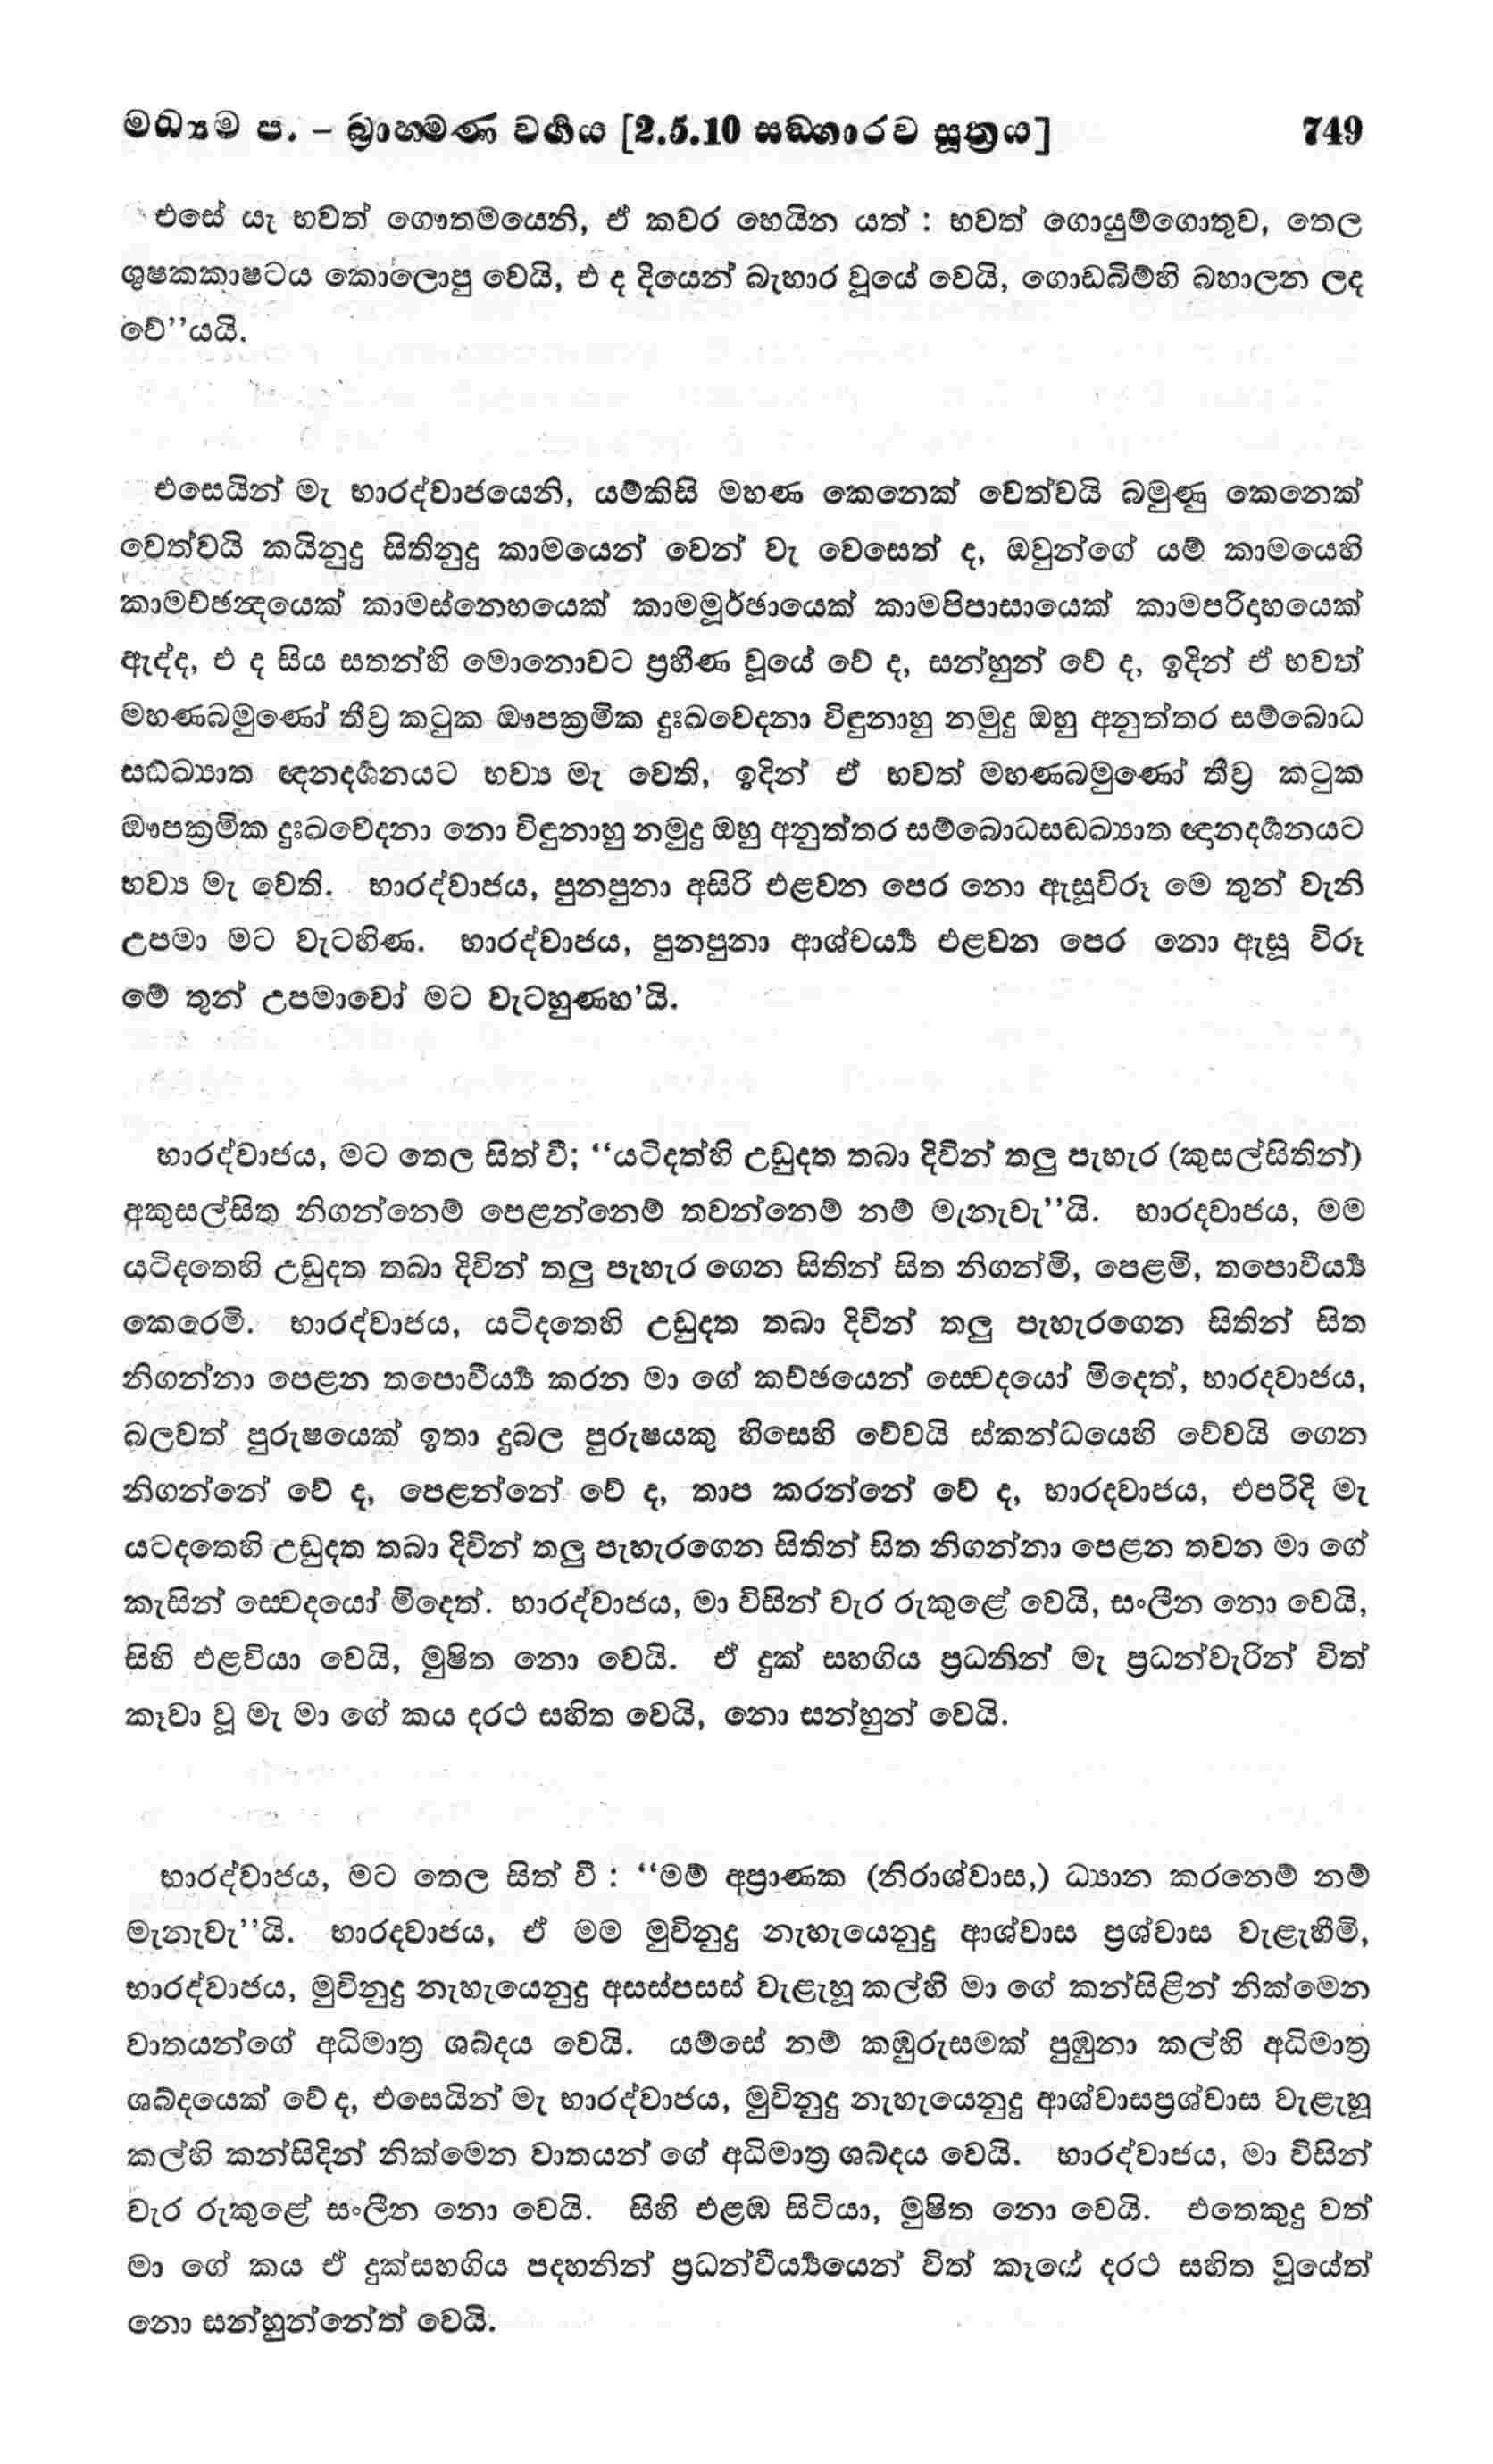 මධ්‍යම ප. – බ්‍රාහ්මණ වර්‍ගය [2.5.10 සඞ්ගාරව සූත්‍රය] 749
එසේ යැ භවත් ගෞතමයෙනි, ඒ කවර හෙයින යත් : භවත් ගොයුම්ගොතුව, තෙල
ශුෂ්කකාෂ්ටය කොලොපු වෙයි, එ ද දියෙන් බැහාර වූයේ වෙයි, ගොඩබිම්හි බහාලන ලද
වේ’’යයි.
එසෙයින් මැ භාරද්වාජයෙනි, යම්කිසි මහණ කෙනෙක් වෙත්වයි බමුණු කෙනෙක්
වෙත්වයි කයිනුදු සිතිනුදු කාමයෙන් වෙන් වැ වෙසෙත් ද, ඔවුන්ගේ යම් කාමයෙහි
කාමච්ඡන්‍දයෙක් කාමස්නෙහයෙක් කාමමූර්ඡායෙක් කාමපිපාසායෙක් කාමපරිදාහයෙක්
ඇද්ද, එ ද සිය සතන්හි මොනොවට ප්‍රහීණ වූයේ වේ ද, සන්හුන් වේ ද, ඉදින් ඒ භවත්
මහණබමුණෝ තීව්‍ර කටුක ඖපක්‍රමික දුඃඛවෙදනා විඳුනාහු නමුදු ඔහු අනුත්තර සම්බොධ
සඞ්ඛ්‍යාත ඥනදර්‍ශනයට භව්‍ය මැ වෙති, ඉදින් ඒ භවත් මහණබමුණෝ තීව්‍ර කටුක
ඖපක්‍රමික දුඃඛවේදනා නො විඳුනාහු නමුදු ඔහු අනුත්තර සම්බොධසඞ්ඛ්‍යාත ඥානදර්‍ශනයට
භව්‍ය මැ වෙති. භාරද්වාජය, පුනපුනා අසිරි එළවන පෙර නො ඇසූවිරූ මෙ තුන් වැනි
උපමා මට වැටහිණ. භාරද්වාජය, පුනපුනා ආශ්චර්‍ය්‍ය එළවන පෙර නො ඇසූ විරූ
මේ තුන් උපමාවෝ මට වැටහුණහ’යි.
භාරද්වාජය, මට තෙල සිත් වී; ‘‘යටිදත්හි උඩුදත තබා දිවින් තලු පැහැර (කුසල්සිතින්)
අකුසල්සිත නිගන්නෙම් පෙළන්නෙම් තවන්නෙම් නම් මැනැවැ’’යි. භාරද්වාජය, මම
යටිදතෙහි උඩුදත තබා දිවින් තලු පැහැර ගෙන සිතින් සිත නිගන්මි, පෙළමි, තපොවීර්‍ය්‍ය
කෙරෙමි. භාරද්වාජය, යටිදතෙහි උඩුදත තබා දිවින් තලු පැහැරගෙන සිතින් සිත
නිගන්නා පෙළන තපොවීර්‍ය්‍ය කරන මා ගේ කච්ඡයෙන් ස්වෙදයෝ මිදෙත්, භාරද්වාජය,
බලවත් පුරුෂයෙක් ඉතා දුබල පුරුෂයකු හිසෙහි වේවයි ස්කන්ධයෙහි වේවයි ගෙන
නිගන්නේ වේ ද, පෙළන්නේ වේ ද, තාප කරන්නේ වේ ද, භාරද්වාජය, එපරිදි මැ
යටදතෙහි උඩුදත තබා දිවින් තලු පැහැරගෙන සිතින් සිත නිගන්නා පෙළන තවන මා ගේ
කැසින් ස්වෙදයෝ මිදෙත්. භාරද්වාජය, මා විසින් වැර රුකුළේ වෙයි, සංලීන නො වෙයි,
සිහි එළවියා වෙයි, මුෂිත නො වෙයි. ඒ දුක් සහගිය ප්‍රධනින් මැ ප්‍රධන්වැරින් විත්
කෑවා වූ මැ මා ගේ කය දරථ සහිත වෙයි, නො සන්හුන් වෙයි.
භාරද්වාජය, මට තෙල සිත් වී : ‘‘මම් අප්‍රාණක (නිරාශ්වාස,) ධ්‍යාන කරනෙම් නම්
මැනැවැ’’යි. භාරද්වාජය, ඒ මම මුවිනුදු නැහැයෙනුදු ආශ්වාස ප්‍රශ්වාස වැළැහීමි,
භාරද්වාජය, මුවිනුදු නැහැයෙනුදු අසස්පසස් වැළැහූ කල්හි මා ගේ කන්සිළින් නික්මෙන
වාතයන්ගේ අධිමාත්‍ර ශබ්දය වෙයි. යම්සේ නම් කඹුරුසමක් පුඹුනා කල්හි අධිමාත්‍ර
ශබ්දයෙක් වේ ද, එසෙයින් මැ භාරද්වාජය, මුවිනුදු නැහැයෙනුදු ආශ්වාසප්‍රශ්වාස වැළැහූ
කල්හි කන්සිදින් නික්මෙන වාතයන් ගේ අධිමාත්‍ර ශබ්දය වෙයි. භාරද්වාජය, මා විසින්
වැර රුකුළේ සංලීන නො වෙයි. සිහි එළඹ සිටියා, මුෂිත නො වෙයි. එතෙකුදු වත්
මා ගේ කය ඒ දුක්සහගිය පදහනින් ප්‍රධන්වීර්‍ය්‍යයෙන් විත් කෑයේ දරථ සහිත වූයේත්
නො සන්හුන්නේත් වෙයි.